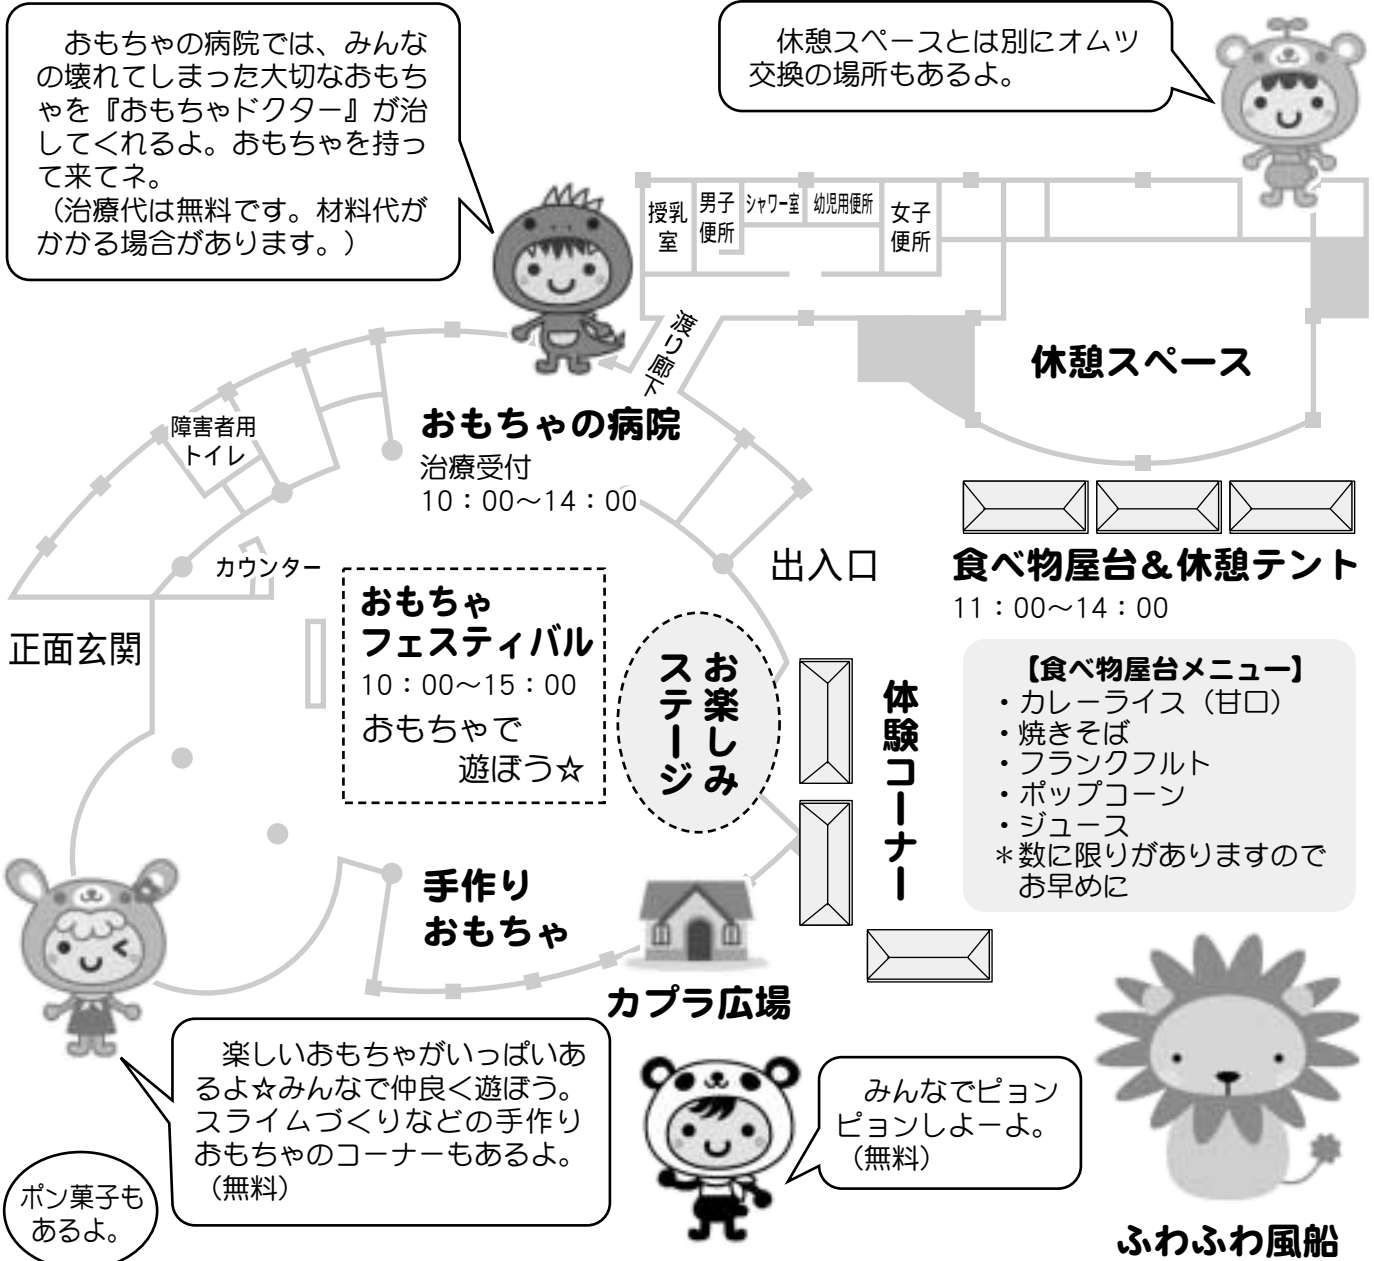 おもちゃの病院では、みんな
の壊れてしまった大切なおもち
ゃを『おもちゃドクター』が治
してくれるよ。おもちゃを持っ
て来てネ。
（治療代は無料です。材料代が
かかる場合があります。）
休憩スペースとは別にオムツ
交換の場所もあるよ。
授乳
室
男子
便所
シャワー室
幼児用便所
女子
便所
渡り廊下
休憩スペース
障害者用
トイレ
おもちゃの病院
治療受付
10：00～14：00
カウンター
出入口
食べ物屋台＆休憩テント
11：00～14：00
正面玄関
おもちゃ
フェスティバル
10：00～15：00
おもちゃで
遊ぼう☆
お楽しみ
ステージ
体験コーナー
【食べ物屋台メニュー】
・カレーライス（甘口）
・焼きそば
・フランクフルト
・ポップコーン
・ジュース
＊数に限りがありますので
お早めに
手作り
おもちゃ
カプラ広場
楽しいおもちゃがいっぱいあ
るよ☆みんなで仲良く遊ぼう。
スライムづくりなどの手作り
おもちゃのコーナーもあるよ。
（無料）
みんなでピョン
ピョンしよーよ。
（無料）
ポン菓子も
あるよ。
ふわふわ風船